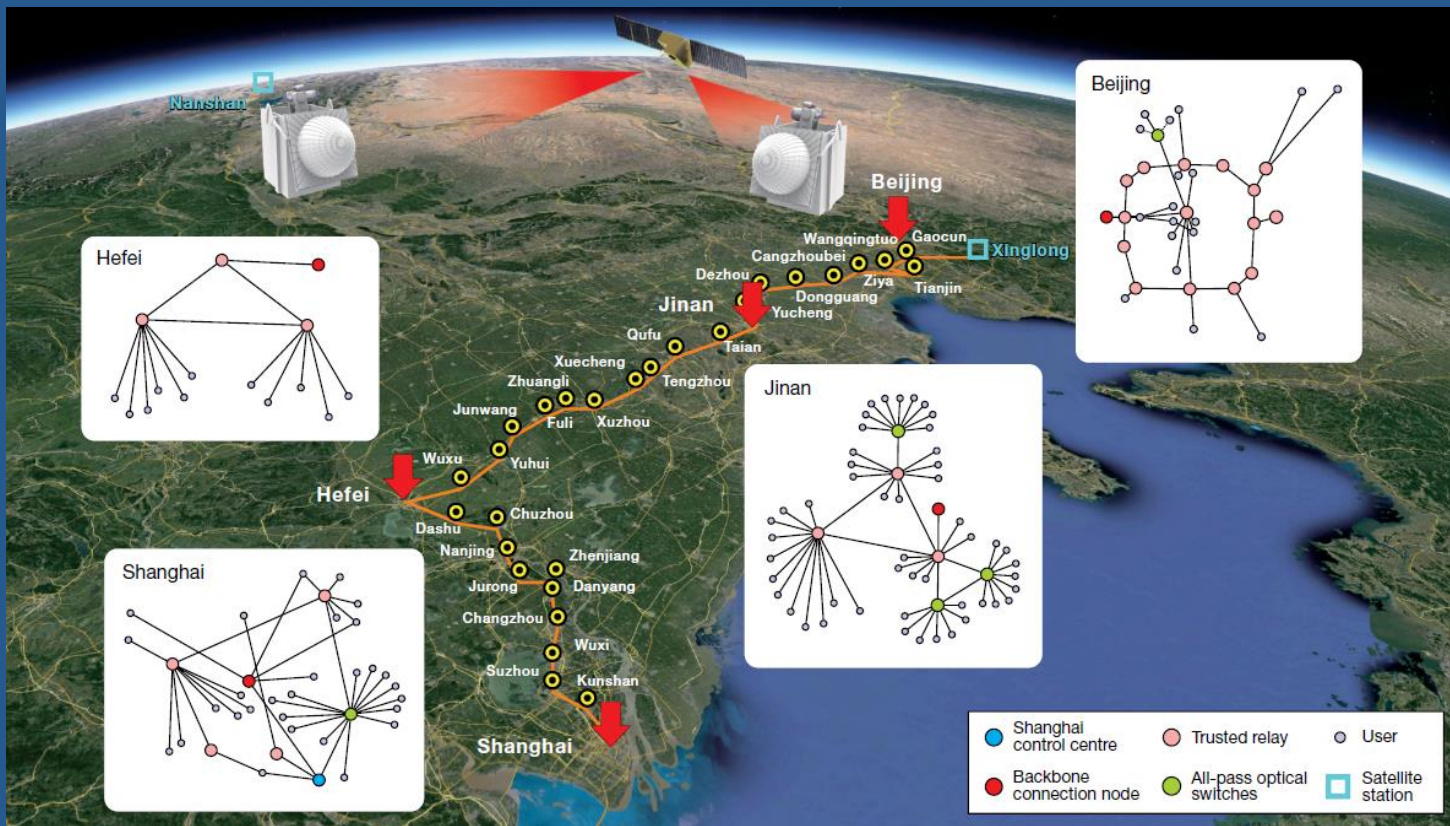 Nanshan
Beijing
Beijing
Wangqingtuo
Gaocun
Xinglong
Cangzhoubei
Hefei
Dezhou
Ziya
Tianjin
Dongguang
Jinan
Yucheng
Qufu
Taian
Xuecheng
Tengzhou
Jinan
Zhuangli
Junwang
Fuli
Xuzhou
Wuxu
Yuhui
Hefei
Chuzhou
Dashu
Nanjing
Zhenjiang
Shanghai
Jurong
Danyang
Changzhou
Wuxi
Suzhou
Kunshan
Shanghai
Shanghai
control centre
Trusted relay
User
Backbone
connection node
All-pass optical
switches
Satellite
station